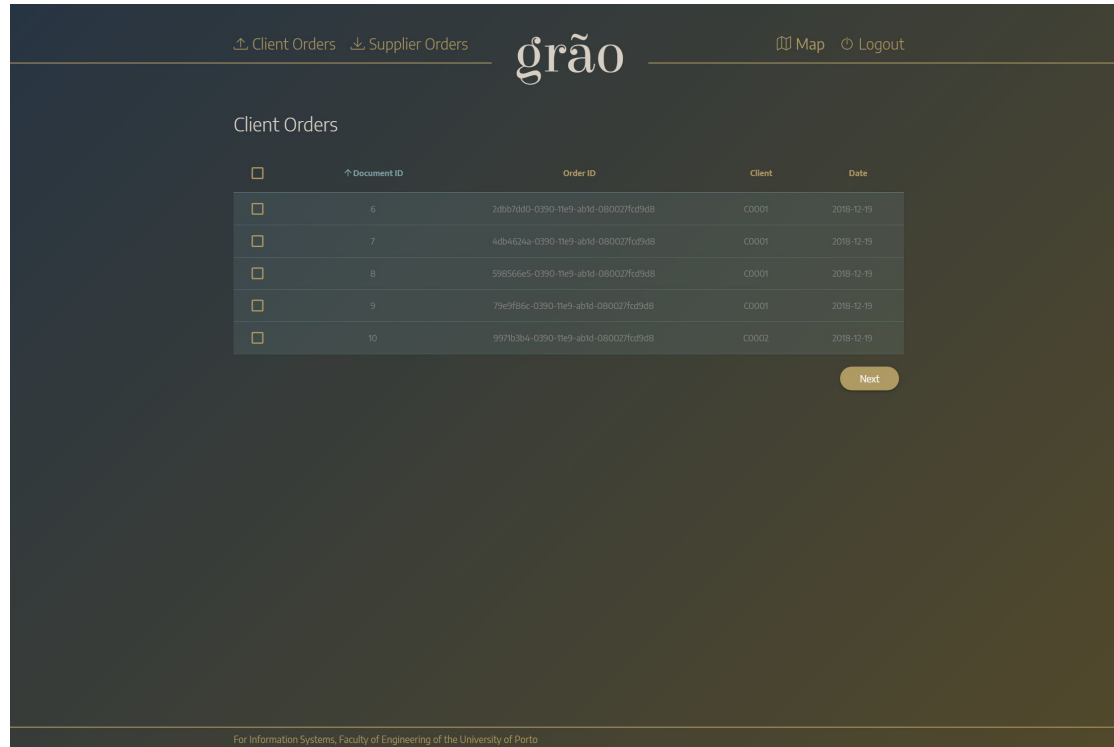 Client Orders Supplier Orders grão Map Logout
Client Orders
Document ID Order ID Client Date
6 2dbb7dd0-0390-11e9-ab1d-080027fcd9d8 C0001 2018-12-19
7 4db4624a-0390-11e9-ab1d-080027fcd9d8 C0001 2018-12-19
8 598566e5-0390-11e9-ab1d-080027fcd9d8 C0001 2018-12-19
9 79e9f86c-0390-11e9-ab1d-080027fcd9d8 C0001 2018-12-19
10 9971b3b4-0390-11e9-ab1d-080027fcd9d8 C0002 2018-12-19
Next
For Information Systems, Faculty of Engineering of the University of Porto